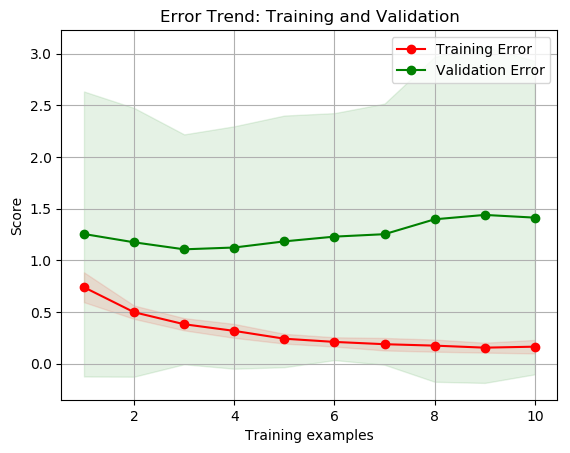 Error Trend: Training and Validation
Training Error
Validation Error
Score
3.0
2.5
2.0
1.5
1.0
0.5
0.0
2
4
6
8
10
Training examples